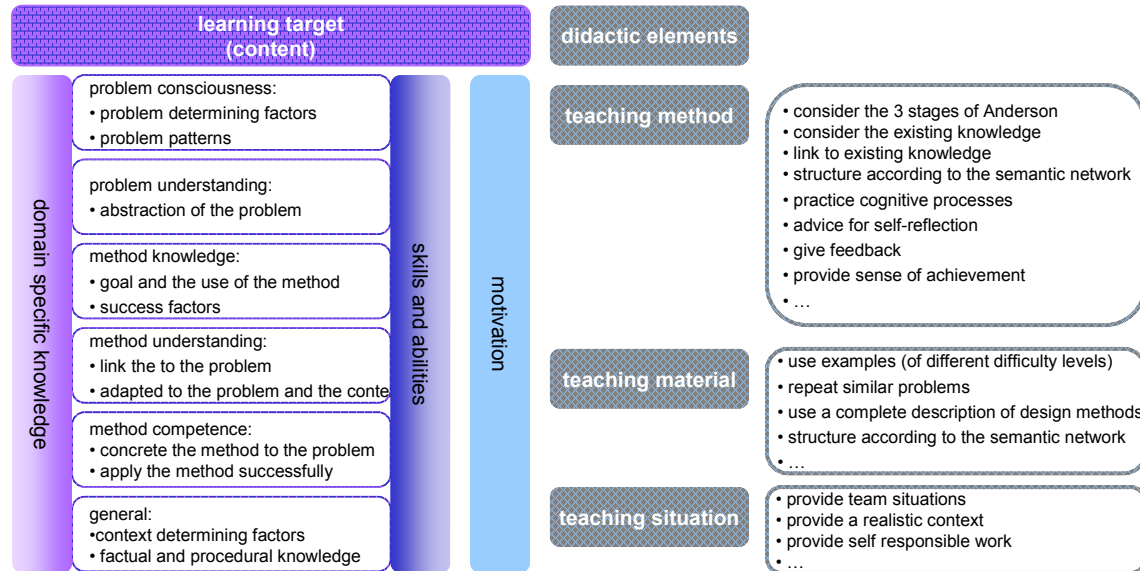 learning target
(content)
domain specific knowledge
problem consciousness:
• problem determining factors
• problem patterns
problem understanding:
• abstraction of the problem
method knowledge:
• goal and the use of the method
• success factors
method understanding:
• link the to the problem
• adapted to the problem and the conte
method competence:
• concrete the method to the problem
• apply the method successfully
general:
•context determining factors
• factual and procedural knowledge
skills and abilities
motivation
didactic elements
teaching method
• consider the 3 stages of Anderson
• consider the existing knowledge
• link to existing knowledge
• structure according to the semantic network
• practice cognitive processes
• advice for self-reflection
• give feedback
• provide sense of achievement
• ...
teaching material
• use examples (of different difficulty levels)
• repeat similar problems
• use a complete description of design methods
• structure according to the semantic network
• ...
teaching situation
• provide team situations
• provide a realistic context
• provide self responsible work
• ...